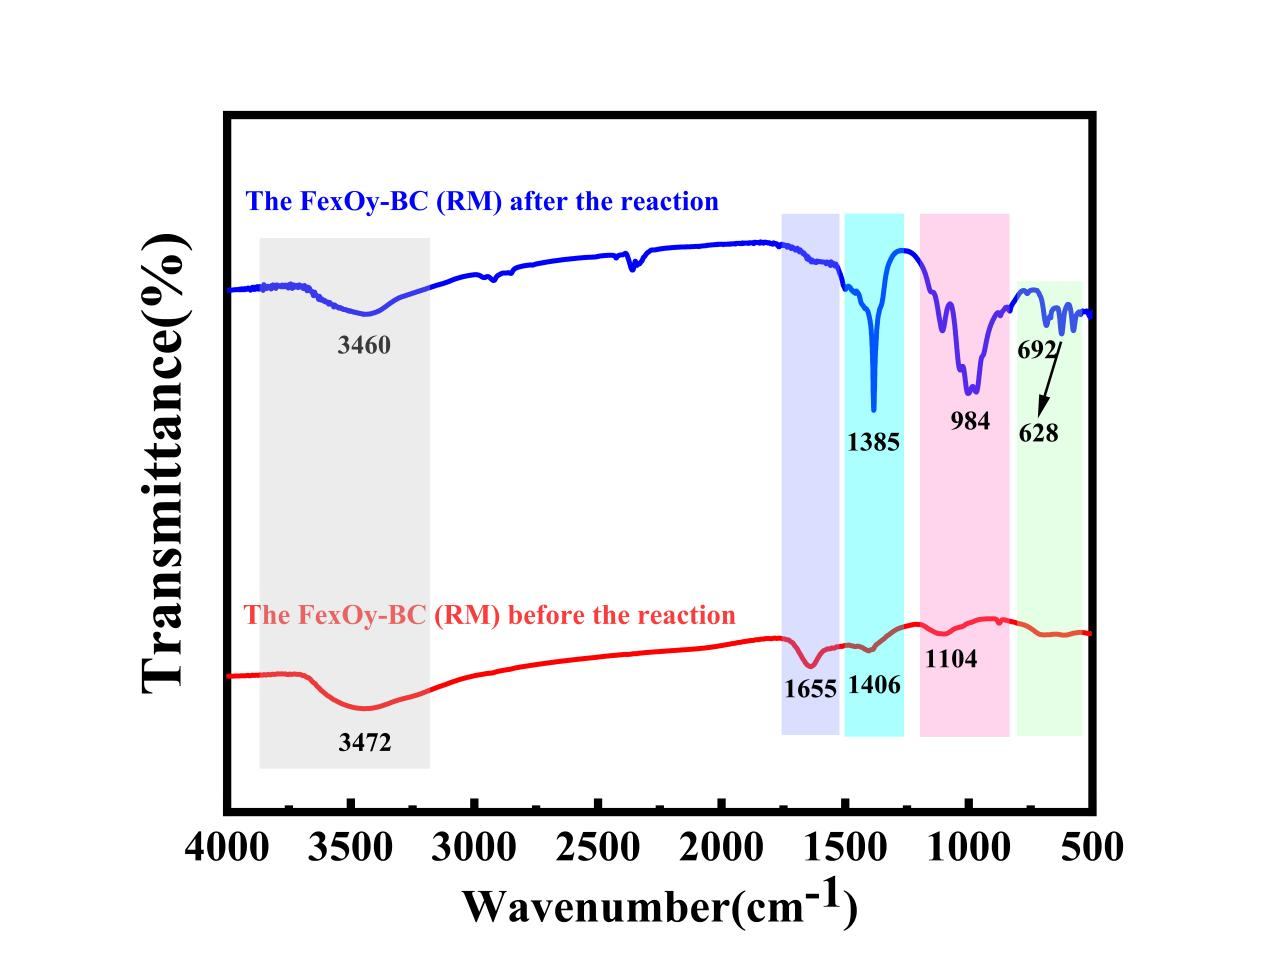 The FexOy-BC (RM) after the reaction
3460
692
1385
984
628
The FexOy-BC (RM) before the reaction
1655
1406
1104
3472
Transmittance(%)
4000 3500 3000 2500 2000 1500 1000 500
Wavenumber(cm-1)